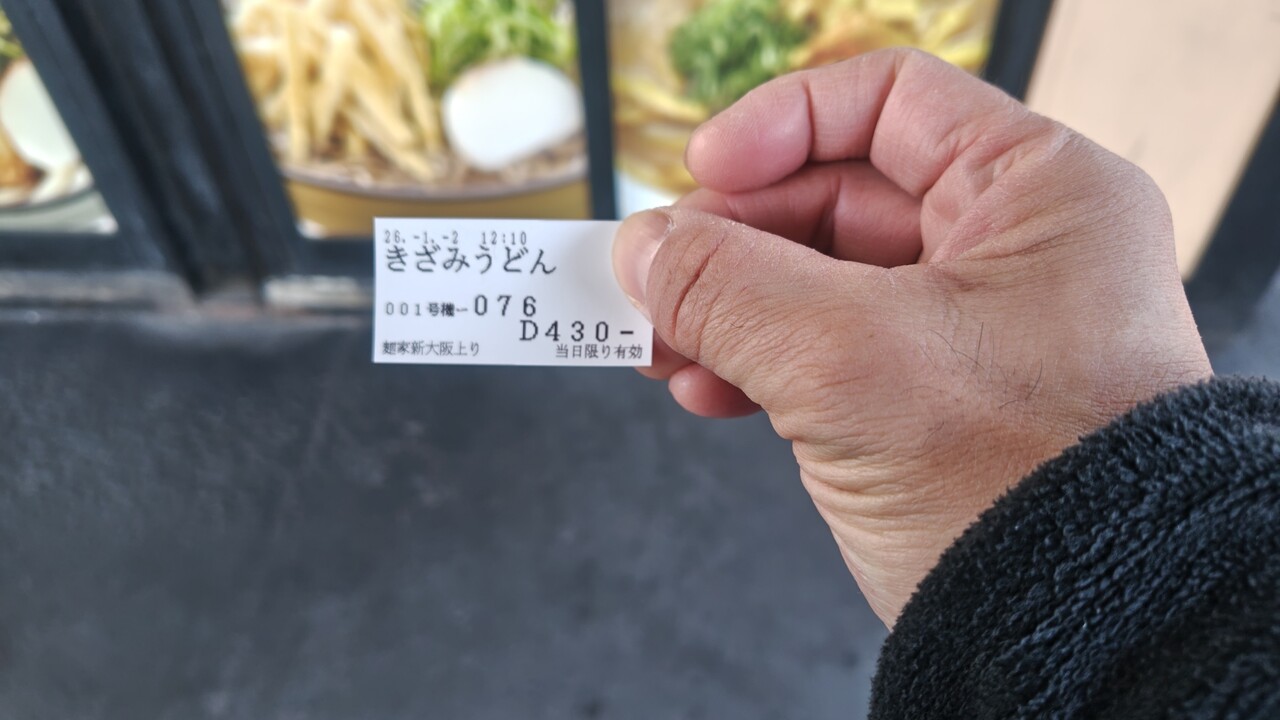 26.-1.-2 12:10
きざみうどん
001号機-076
D430-
麺家新大阪上り 当日限り有効